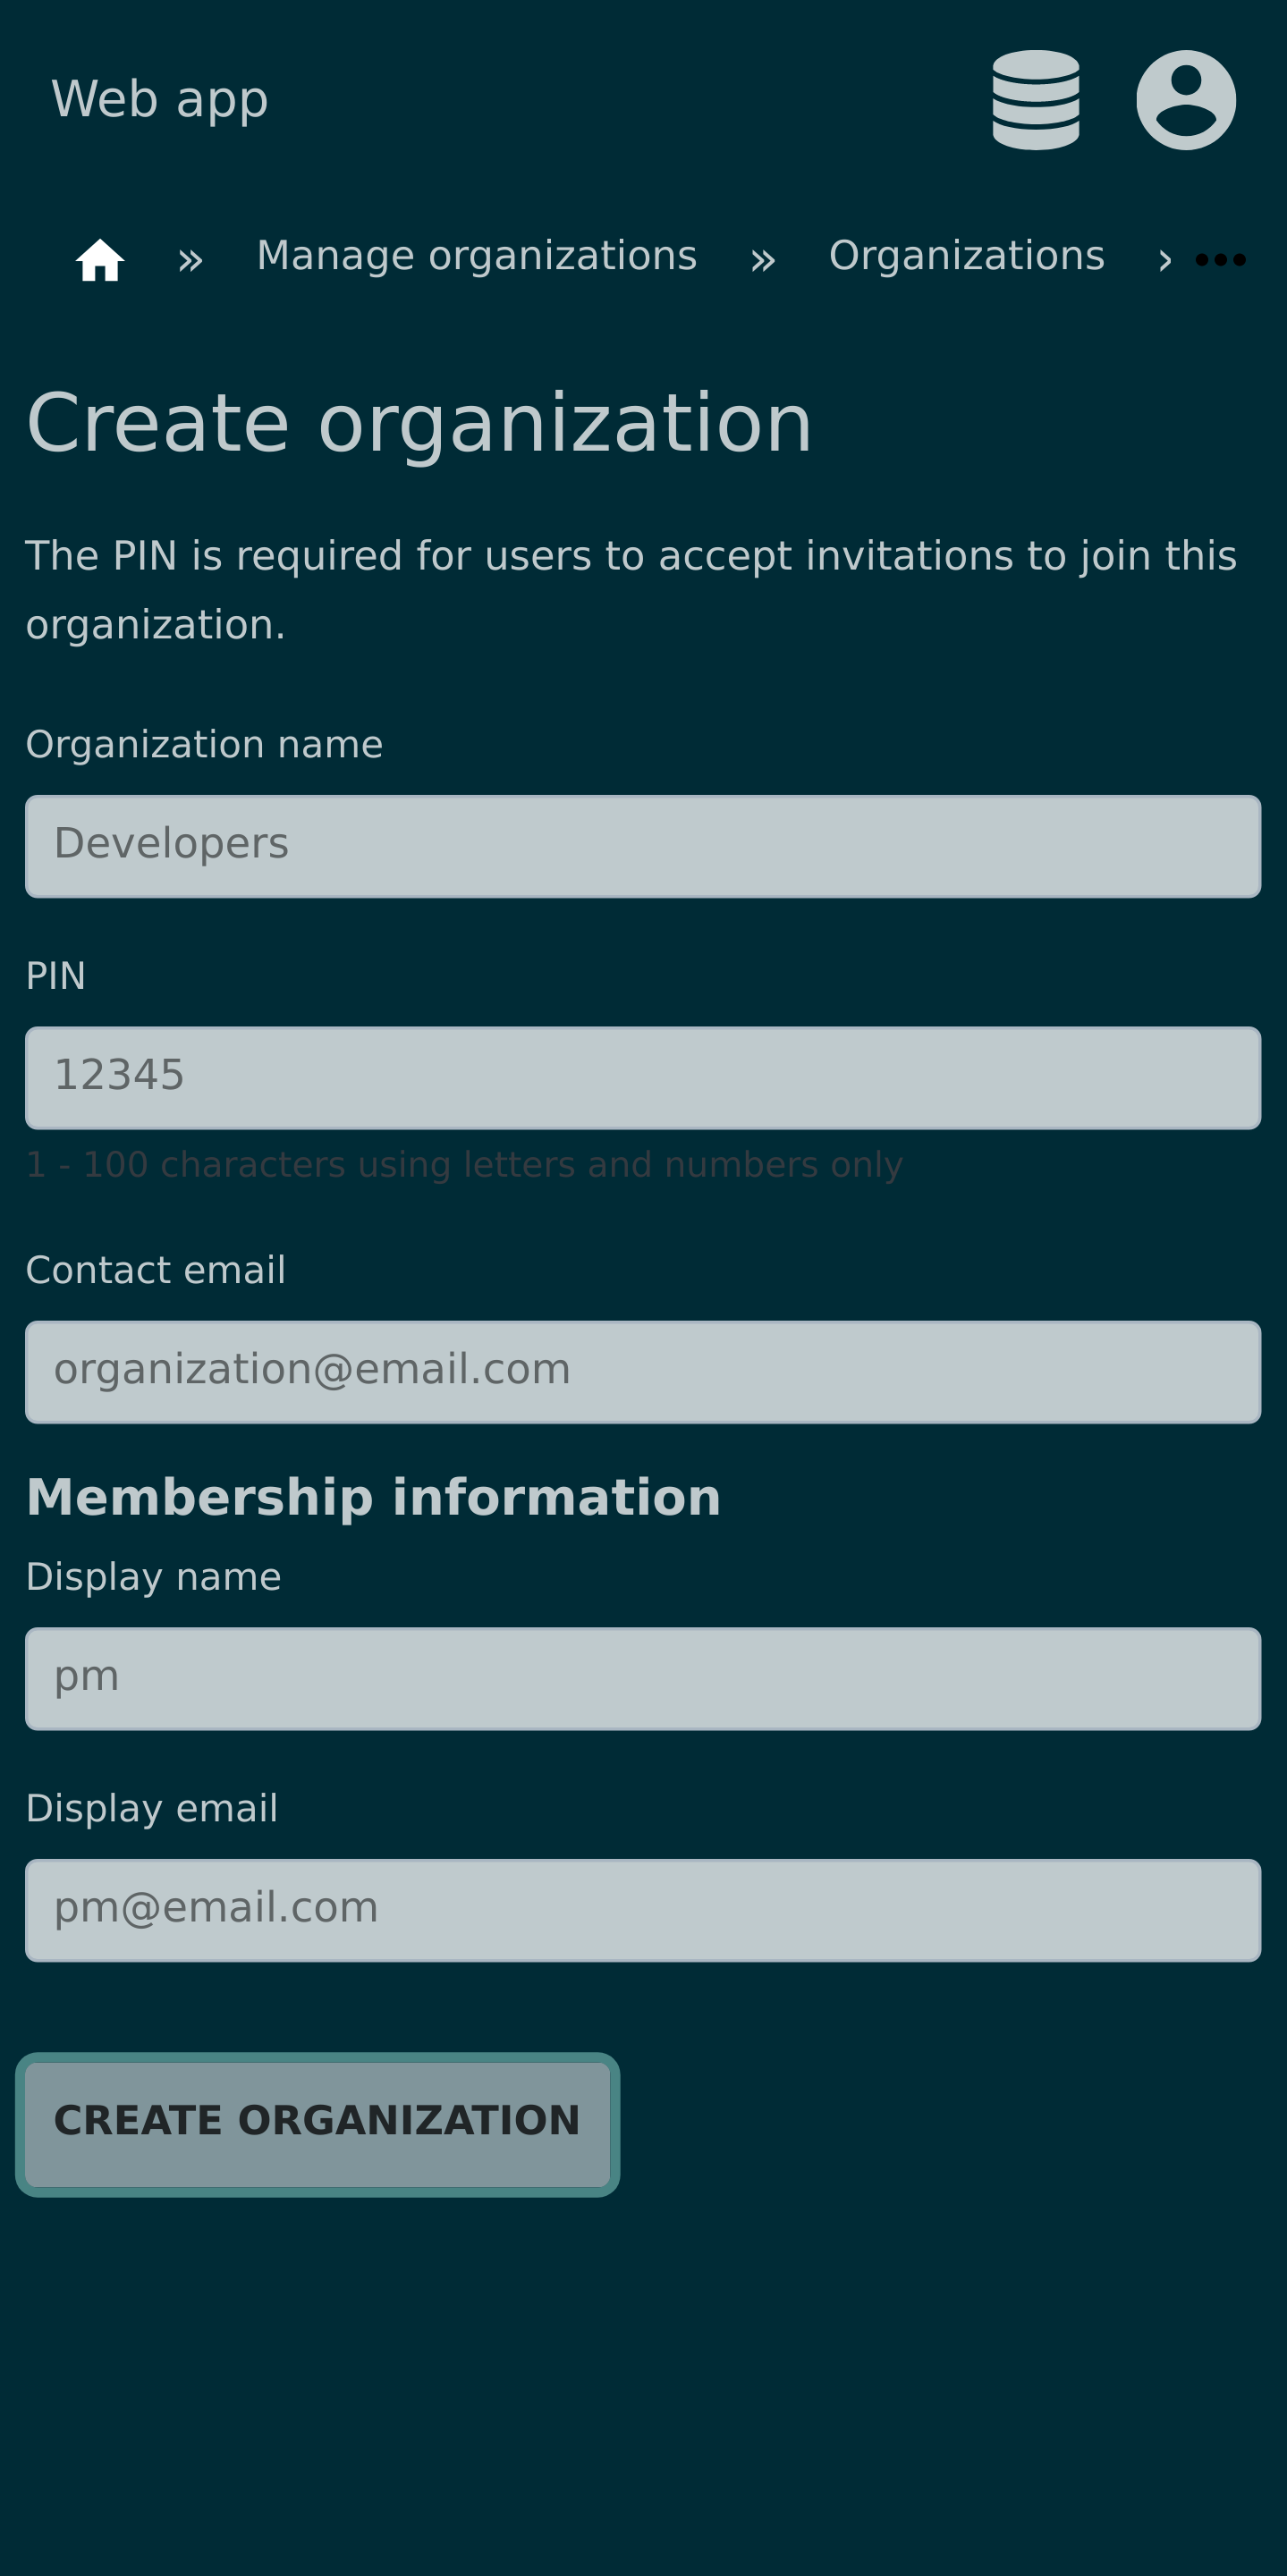 Web app
» Manage organizations » Organizations › •••
Create organization
The PIN is required for users to accept invitations to join this
organization.
Organization name
Developers
PIN
12345
1 - 100 characters using letters and numbers only
Contact email
organization@email.com
Membership information
Display name
pm
Display email
pm@email.com
CREATE ORGANIZATION